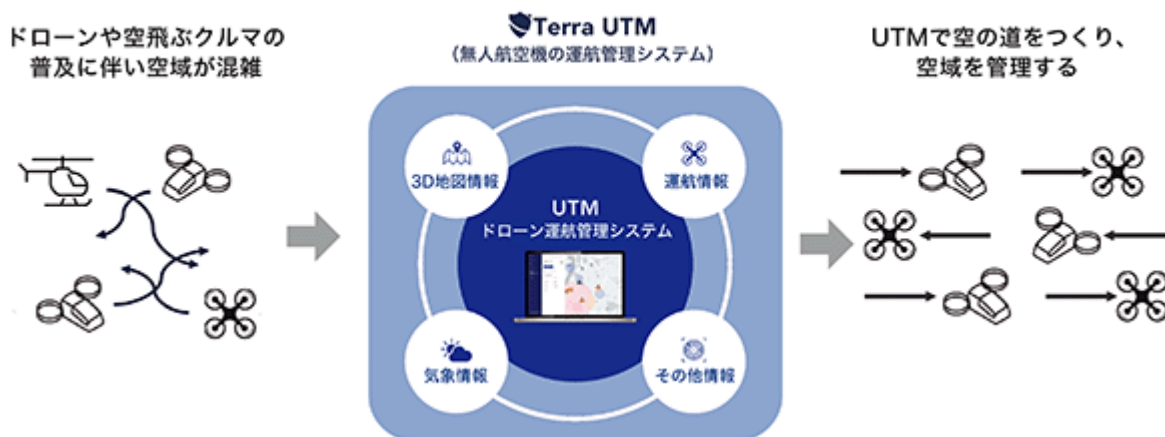 ドローンや空飛ぶクルマの
普及に伴い空域が混雑
Terra UTM
（無人航空機の運航管理システム）
3D地図情報
運航情報
UTM
ドローン運航管理システム
気象情報
その他情報
UTMで空の道をつくり、
空域を管理する